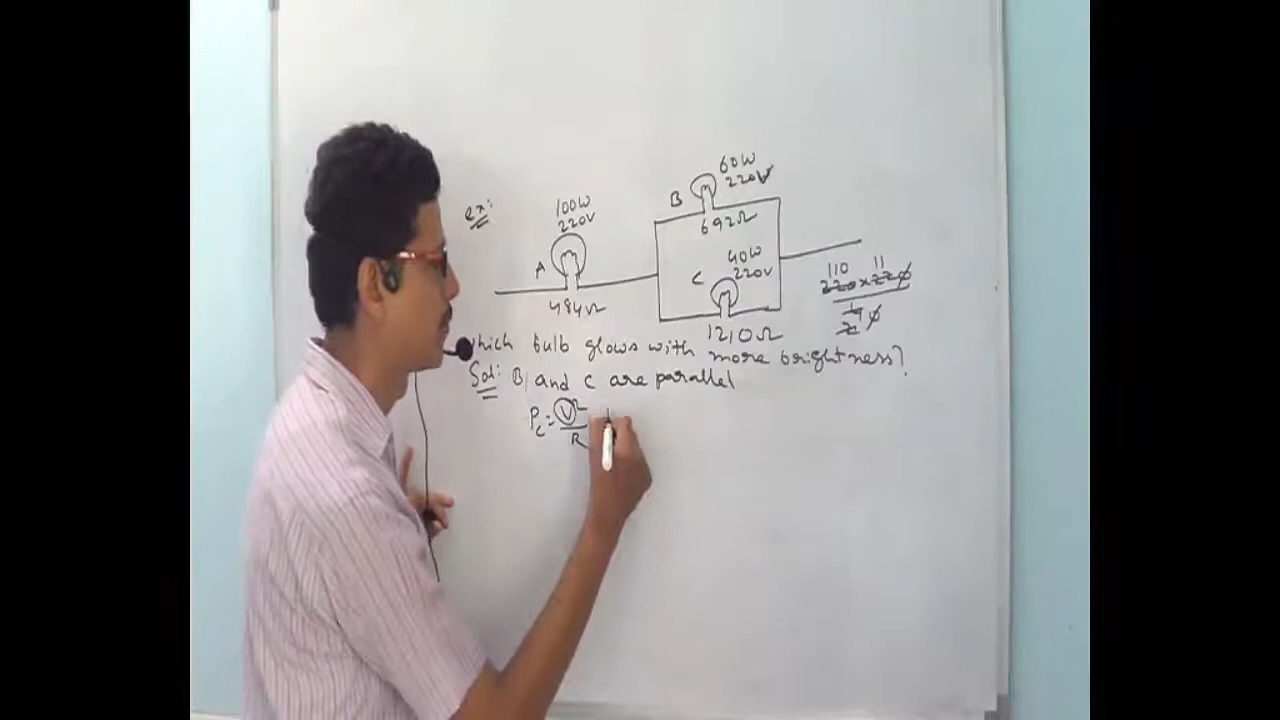 ex:
60W
220V
B
692Ω
100W
220V
A
484Ω
40W
220V
C
1210Ω
110 11
220×220
40
which bulb glows with more brightness?
Sol: B and C are parallel
P_C = V²
R